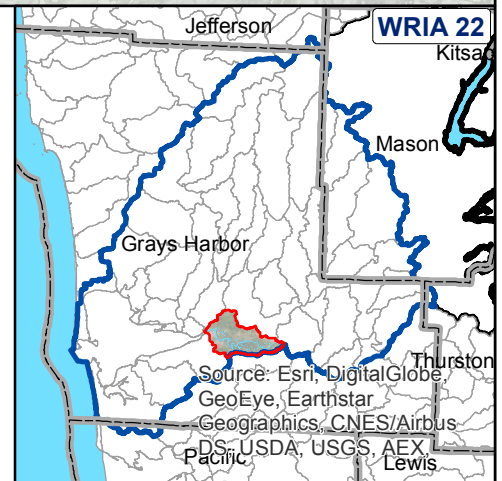 Jefferson
WRIA 22
Kitsap
Mason
Grays Harbor
Thurston
Source: Esri, DigitalGlobe,
GeoEye, Earthstar
Geographics, CNES/Airbus
DS, USDA, USGS, AEX,
Pacific
Lewis